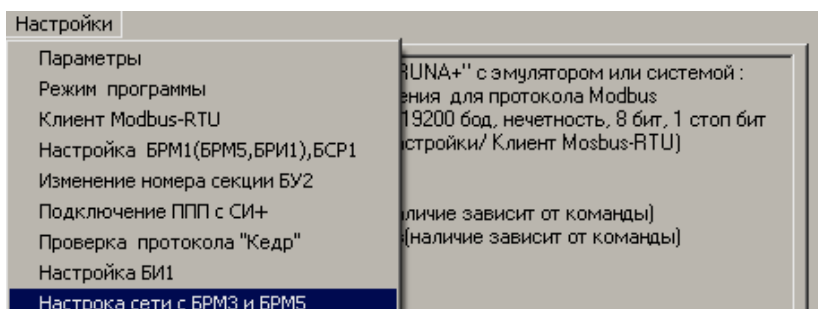 Настройки
Параметры
Режим программы
Клиент Modbus-RTU
Настройка БРМ1(БРМ5,БРИ1),БСР1
Изменение номера секции БУ2
Подключение ППП с СИ+
Проверка протокола "Кедр"
Настройка БИ1
Настрока сети с БРМ3 и БРМ5
RUNA+" с эмулятором или системой :
ения для протокола Modbus
19200 бод, нечетность, 8 бит, 1 стоп бит
стройки/ Клиент Mosbus-RTU)
личие зависит от команды)
(наличие зависит от команды)